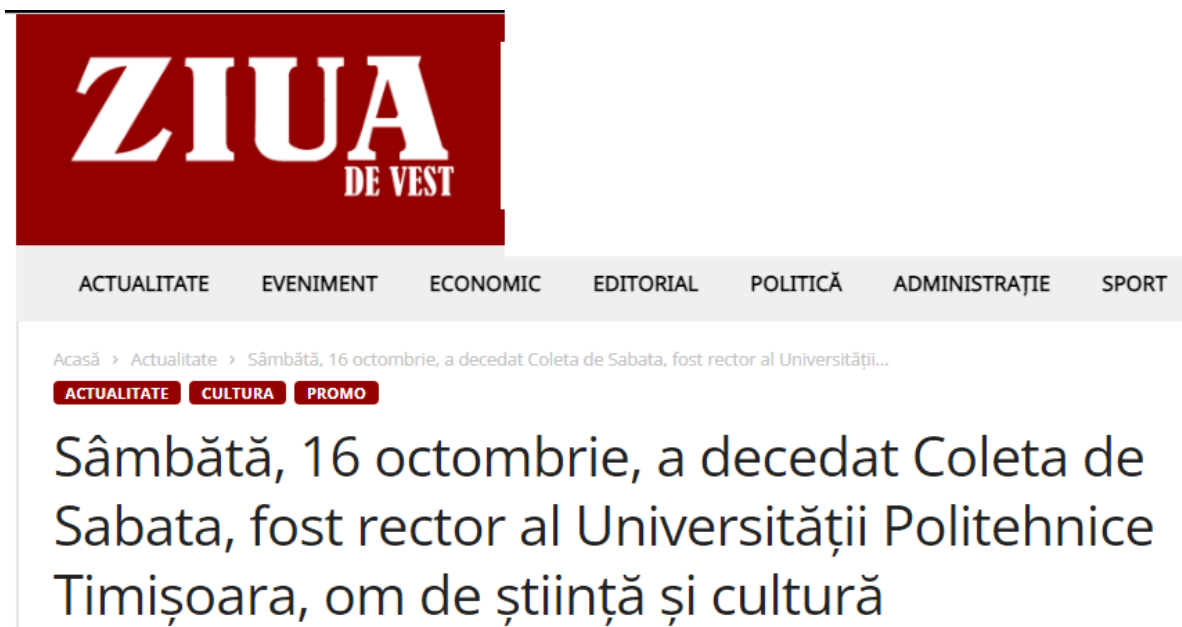 ZIUA
DE VEST
ACTUALITATE EVENIMENT ECONOMIC EDITORIAL POLITICĂ ADMINISTRAȚIE SPORT
Acasă › Actualitate › Sâmbătă, 16 octombrie, a decedat Coleta de Sabata, fost rector al Universității...
ACTUALITATE CULTURA PROMO
Sâmbătă, 16 octombrie, a decedat Coleta de
Sabata, fost rector al Universității Politehnice
Timișoara, om de știință și cultură